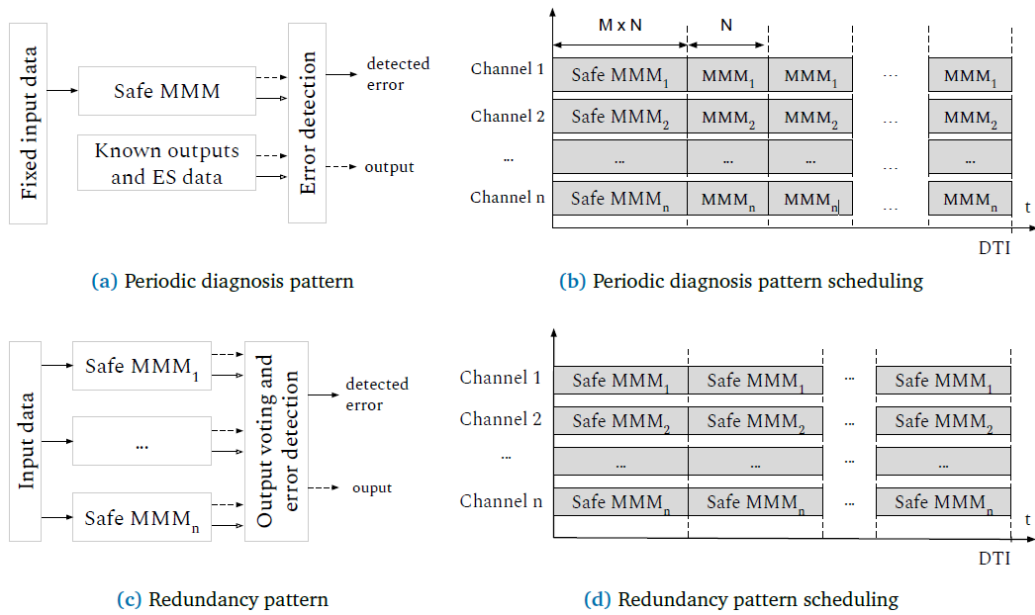 Fixed input data
Safe MMM
Known outputs
and ES data
Error detection
detected
error
output
(a) Periodic diagnosis pattern
M x N
N
Channel 1
Safe MMM1
MMM1
MMM1
...
MMM1
Channel 2
Safe MMM2
MMM2
MMM2
MMM2
...
...
...
...
...
Channel n
Safe MMMn
MMMn
MMMn
...
MMMn
t
DTI
(b) Periodic diagnosis pattern scheduling
Input data
Safe MMM1
...
Safe MMMn
Output voting and
error detection
detected
error
ouput
(c) Redundancy pattern
Channel 1
Safe MMM1
Safe MMM1
...
Safe MMM1
Channel 2
Safe MMM2
Safe MMM2
...
Safe MMM2
...
...
...
...
...
Channel n
Safe MMMn
Safe MMMn
...
Safe MMMn
t
DTI
(d) Redundancy pattern scheduling